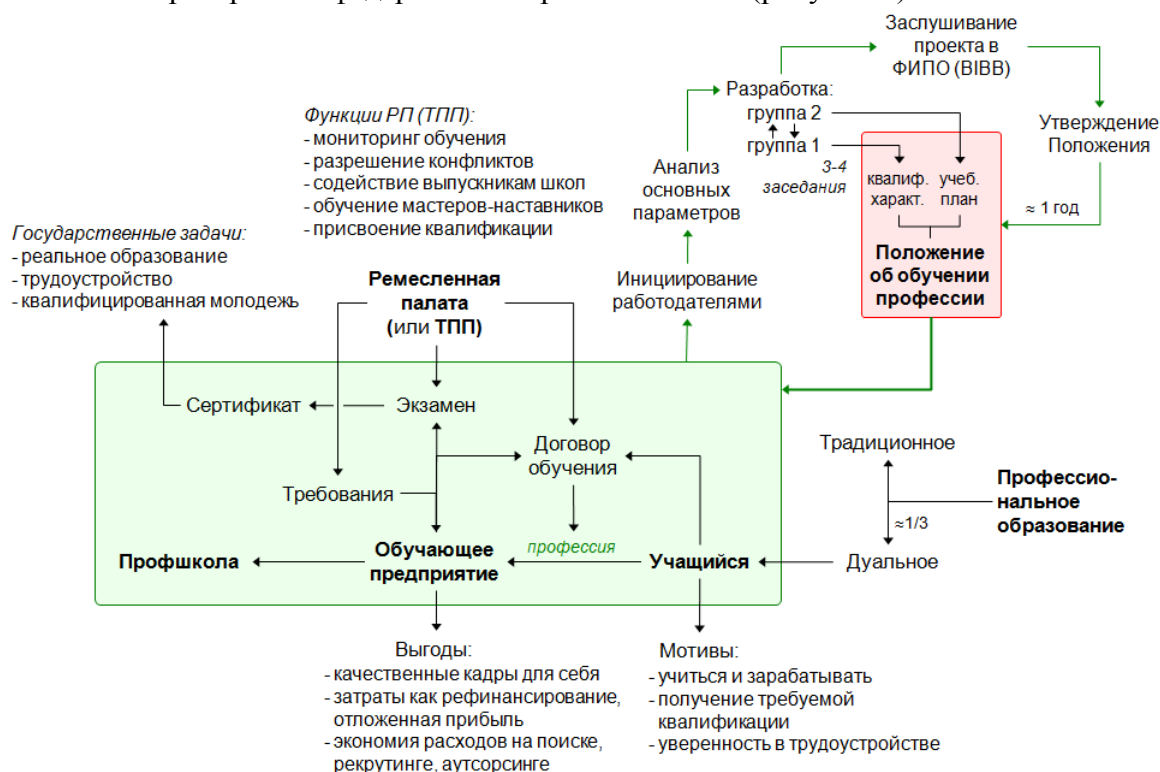 Заслушивание
проекта в
ФИПО (BIBB)
Разработка:
группа 2
группа 1
3-4
заседания
Утверждение
Положения
≈ 1 год
квалиф.
характ.
учеб.
план
Положение
об обучении
профессии
Анализ
основных
параметров
Инициирование
работодателями
Функции РП (ТПП):
- мониторинг обучения
- разрешение конфликтов
- содействие выпускникам школ
- обучение мастеров-наставников
- присвоение квалификации
Государственные задачи:
- реальное образование
- трудоустройство
- квалифицированная молодежь
Ремесленная
палата
(или ТПП)
Сертификат
Экзамен
Договор
обучения
Требования
Профшкола
Обучающее
предприятие
профессия
Учащийся
Традиционное
Профессио-
нальное
образование
≈1/3
Дуальное
Выгоды:
- качественные кадры для себя
- затраты как рефинансирование,
отложенная прибыль
- экономия расходов на поиске,
рекрутинге, аутсорсинге
Мотивы:
- учиться и зарабатывать
- получение требуемой
квалификации
- уверенность в трудоустройстве